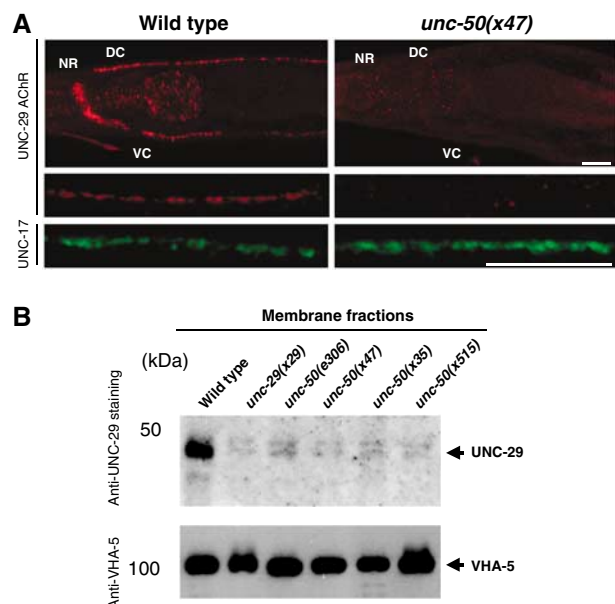 A
Wild type
unc-50(x47)
UNC-29 AChR
NR
DC
VC
NR
DC
VC
UNC-17
B
Membrane fractions
(kDa)
Wild type
unc-29(x29)
unc-50(e306)
unc-50(x47)
unc-50(x35)
unc-50(x515)
Anti-UNC-29 staining
50
UNC-29
Anti-VHA-5
100
VHA-5